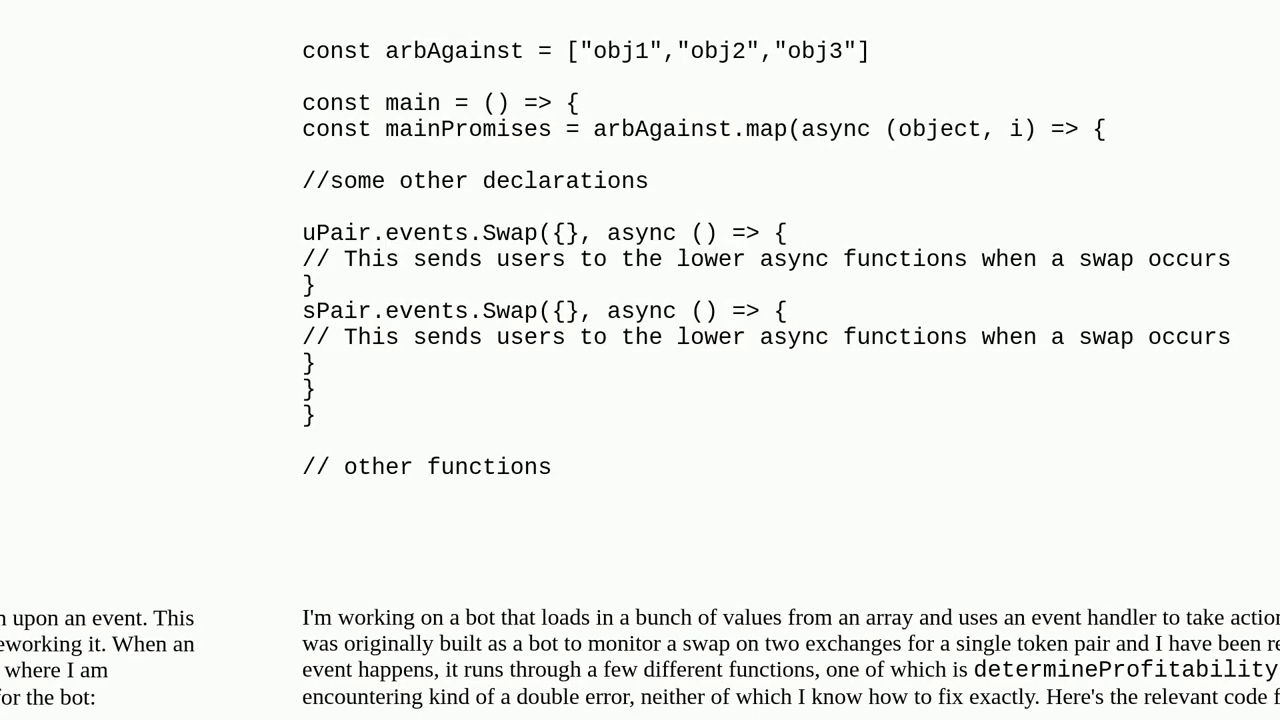 const arbAgainst = ["obj1","obj2","obj3"]
const main = () => {
const mainPromises = arbAgainst.map(async (object, i) => {
//some other declarations
uPair.events.Swap({}, async () => {
// This sends users to the lower async functions when a swap occurs
}
sPair.events.Swap({}, async () => {
// This sends users to the lower async functions when a swap occurs
}
}
}
// other functions
upon an event. This
eworking it. When an
where I am
for the bot:
I'm working on a bot that loads in a bunch of values from an array and uses an event handler to take action
was originally built as a bot to monitor a swap on two exchanges for a single token pair and I have been re
event happens, it runs through a few different functions, one of which is determineProfitability
encountering kind of a double error, neither of which I know how to fix exactly. Here's the relevant code f